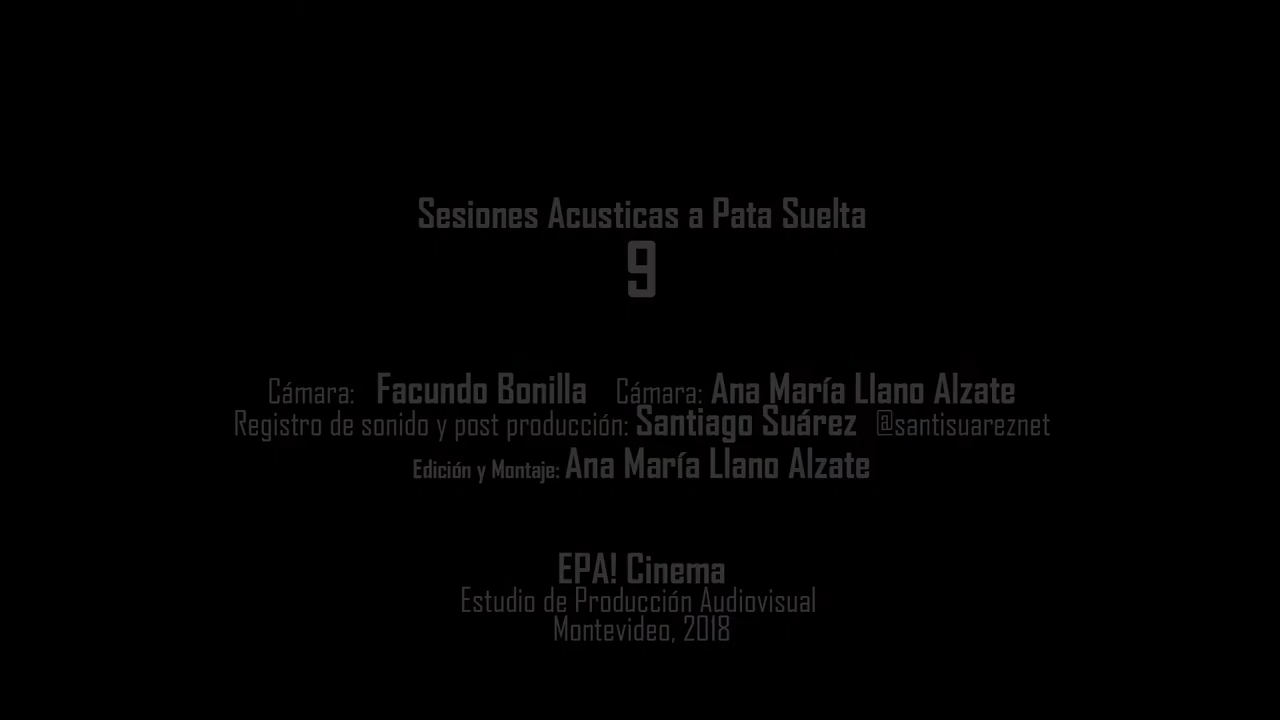 Sesiones Acusticas a Pata Suelta
9
Cámara: Facundo Bonilla Cámara: Ana María Llano Alzate
Registro de sonido y post producción: Santiago Suárez @santisuareznet
Edición y Montaje: Ana María Llano Alzate
EPA! Cinema
Estudio de Producción Audiovisual
Montevideo, 2018